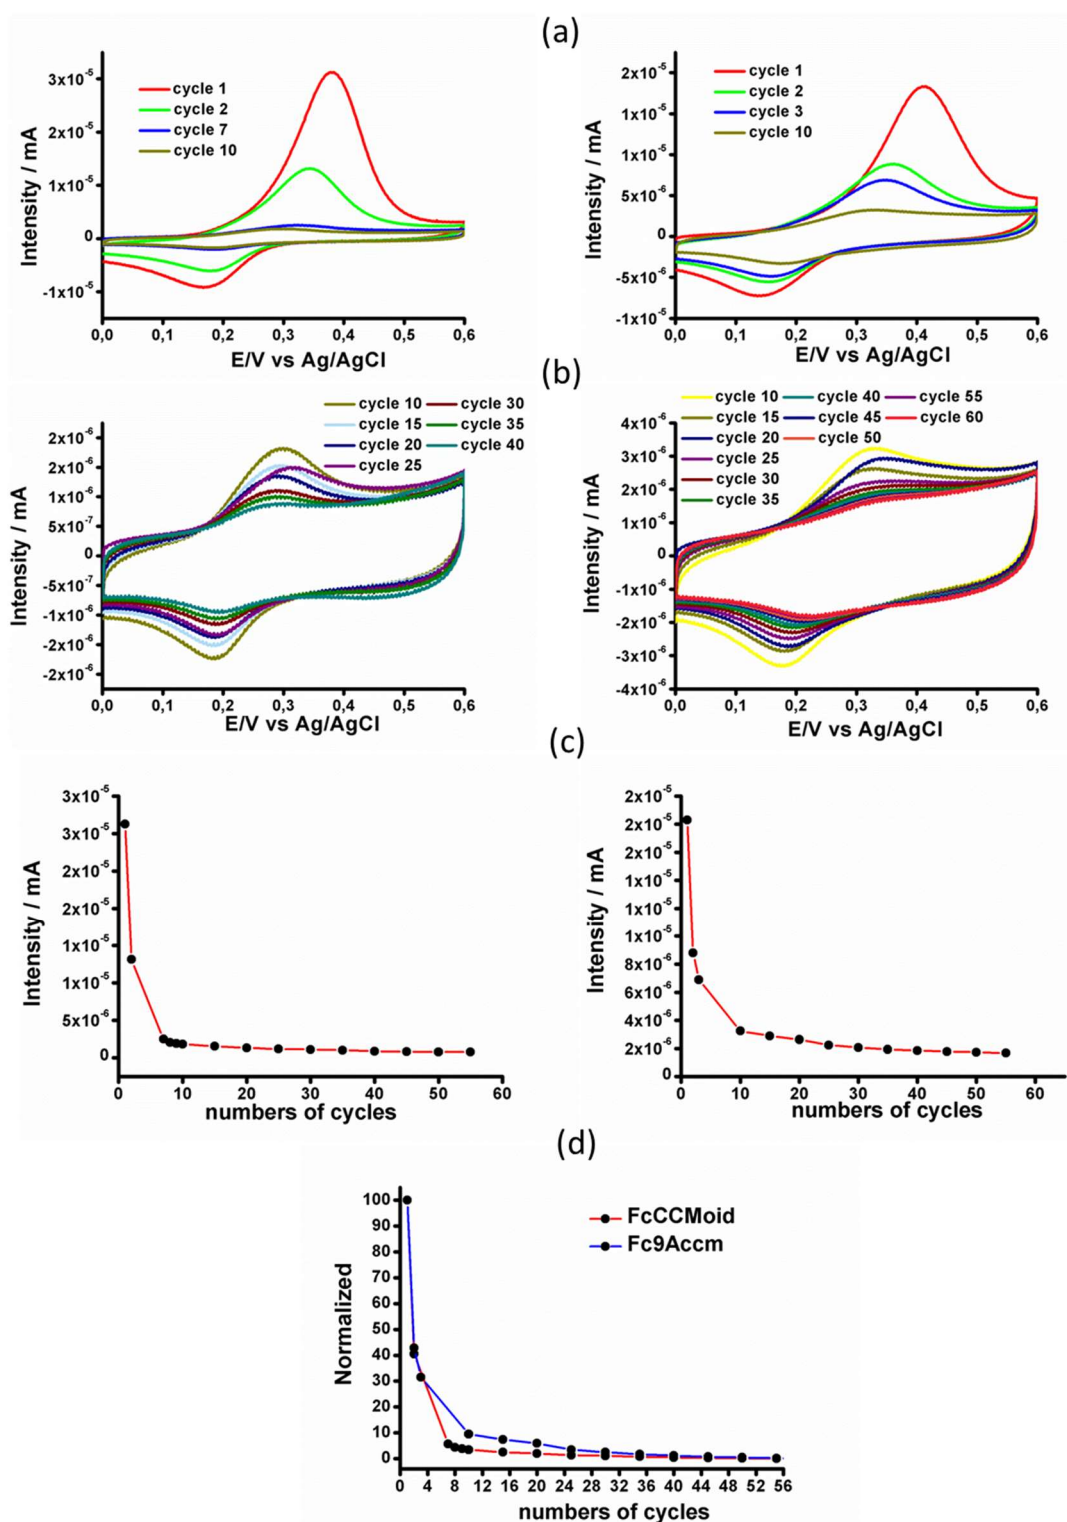 (a)
Intensity / mA
3x10⁻⁵
2x10⁻⁵
1x10⁻⁵
0
-1x10⁻⁵
cycle 1
cycle 2
cycle 7
cycle 10
0,0 0,1 0,2 0,3 0,4 0,5 0,6
E/V vs Ag/AgCl
Intensity / mA
2x10⁻⁵
1x10⁻⁵
1x10⁻⁵
5x10⁻⁶
0
-5x10⁻⁶
-1x10⁻⁵
cycle 1
cycle 2
cycle 3
cycle 10
0,0 0,1 0,2 0,3 0,4 0,5 0,6
E/V vs Ag/AgCl
(b)
Intensity / mA
2x10⁻⁶
2x10⁻⁶
1x10⁻⁶
5x10⁻⁷
0
-5x10⁻⁷
-1x10⁻⁶
-2x10⁻⁶
-2x10⁻⁶
cycle 10 cycle 30
cycle 15 cycle 35
cycle 20 cycle 40
cycle 25
0,0 0,1 0,2 0,3 0,4 0,5 0,6
E/V vs Ag/AgCl
Intensity / mA
4x10⁻⁶
3x10⁻⁶
2x10⁻⁶
1x10⁻⁶
0
-1x10⁻⁶
-2x10⁻⁶
-3x10⁻⁶
-4x10⁻⁶
cycle 10 cycle 40 cycle 55
cycle 15 cycle 45 cycle 60
cycle 20 cycle 50
cycle 25
cycle 30
cycle 35
0,0 0,1 0,2 0,3 0,4 0,5 0,6
E/V vs Ag/AgCl
(c)
Intensity / mA
3x10⁻⁵
3x10⁻⁵
2x10⁻⁵
2x10⁻⁵
1x10⁻⁵
1x10⁻⁵
5x10⁻⁶
0
0 10 20 30 40 50 60
numbers of cycles
Intensity / mA
2x10⁻⁵
2x10⁻⁵
2x10⁻⁵
1x10⁻⁵
1x10⁻⁵
1x10⁻⁵
8x10⁻⁶
6x10⁻⁶
4x10⁻⁶
2x10⁻⁶
0
0 10 20 30 40 50 60
numbers of cycles
(d)
Normalized
100
90
80
70
60
50
40
30
20
10
0
FcCCMoid
Fc9Accm
0 4 8 12 16 20 24 28 32 36 40 44 48 52 56
numbers of cycles